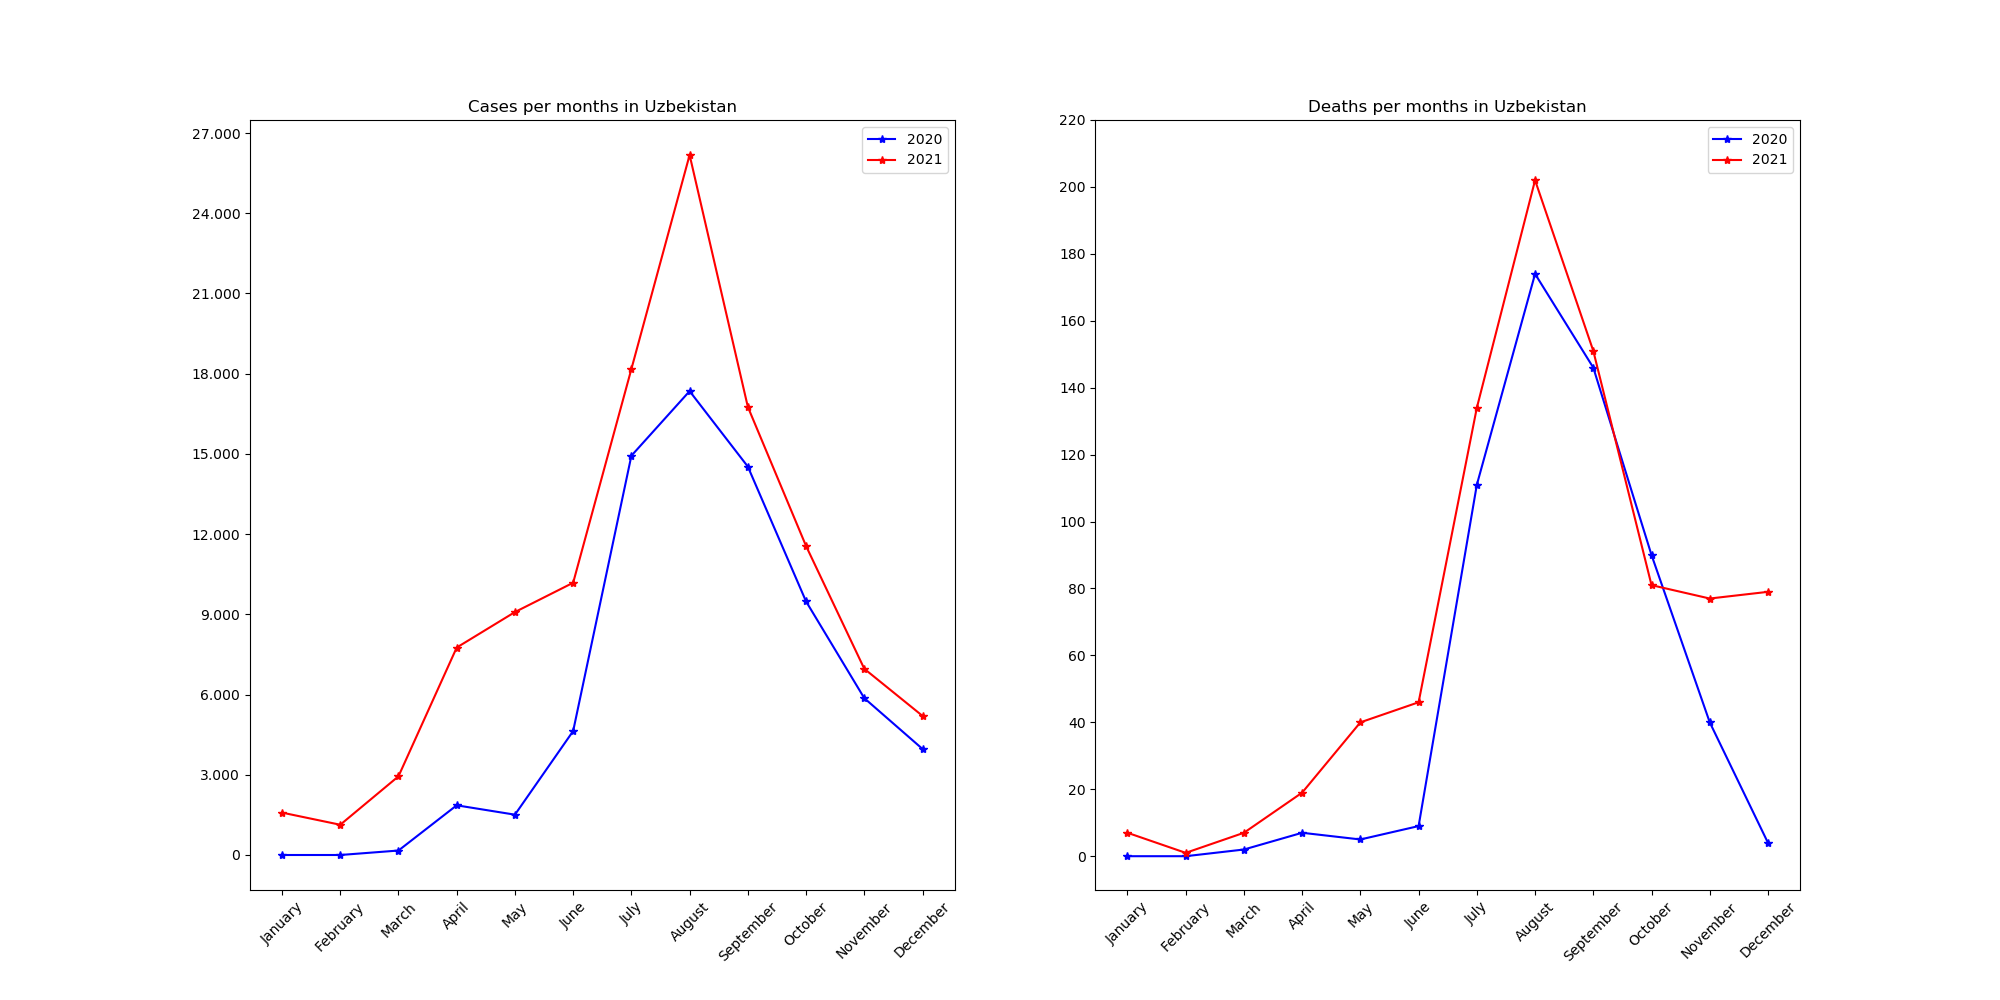 Cases per months in Uzbekistan
27.000
24.000
21.000
18.000
15.000
12.000
9.000
6.000
3.000
0
2020
2021
January
February
March
April
May
June
July
August
September
October
November
December
Deaths per months in Uzbekistan
220
200
180
160
140
120
100
80
60
40
20
0
2020
2021
January
February
March
April
May
June
July
August
September
October
November
December